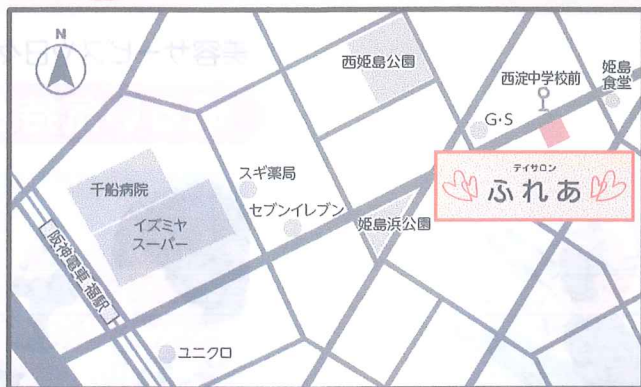 N
西姫島公園
西淀中学校前
姫島
食堂
G・S
デイサロン
ふれあ
千船病院
スギ薬局
イズミヤ
スーパー
セブンイレブン
姫島浜公園
阪神電車 福駅
ユニクロ